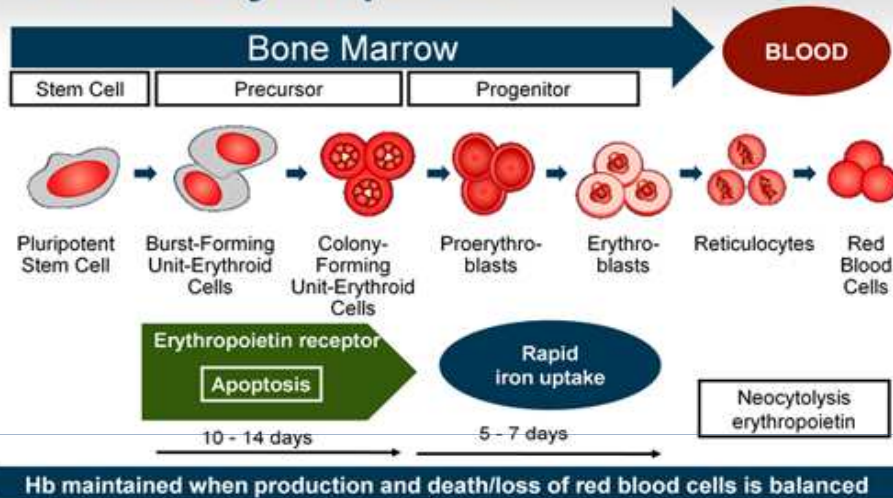 Bone Marrow
BLOOD
Stem Cell
Precursor
Progenitor
Pluripotent
Stem Cell
Burst-Forming
Unit-Erythroid
Cells
Colony-
Forming
Unit-Erythroid
Cells
Proerythro-
blasts
Erythro-
blasts
Reticulocytes
Red
Blood
Cells
Erythropoietin receptor
Apoptosis
Rapid
iron uptake
Neocytolysis
erythropoietin
10 - 14 days
5 - 7 days
Hb maintained when production and death/loss of red blood cells is balanced